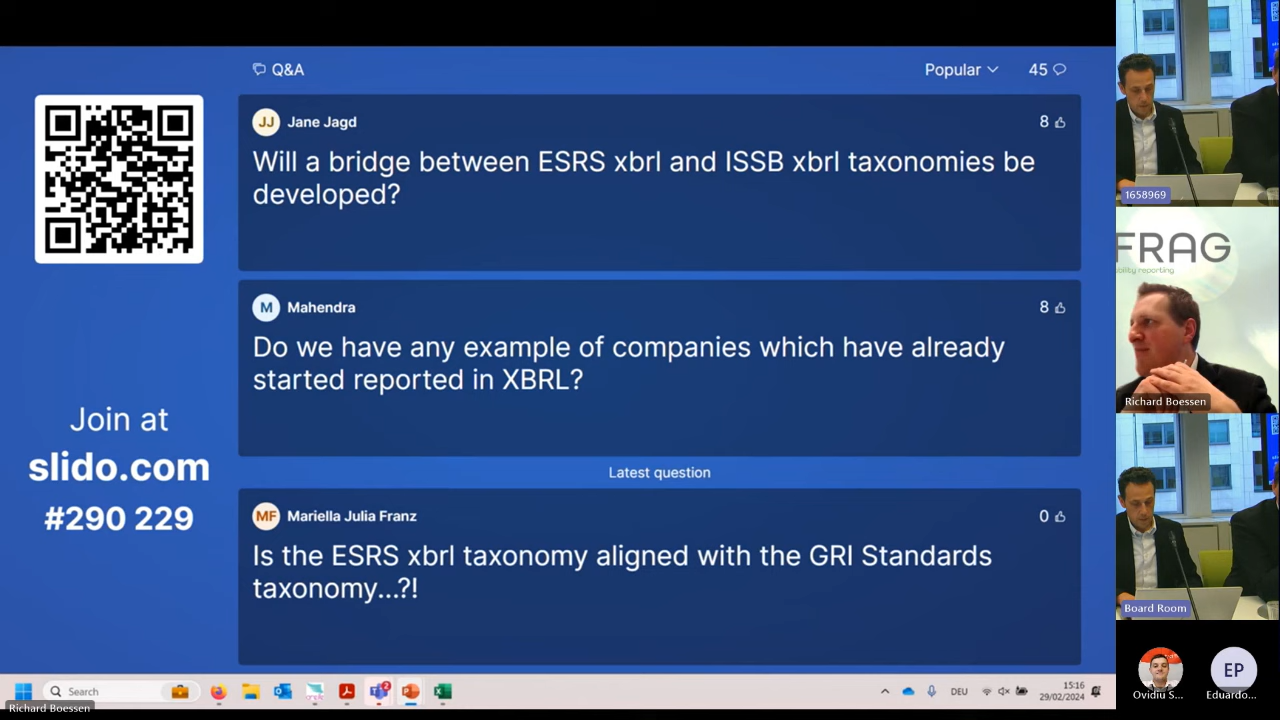 Q&A
Popular
45
JJ
Jane Jagd
8
Will a bridge between ESRS xbrl and ISSB xbrl taxonomies be
developed?
M
Mahendra
8
Do we have any example of companies which have already
started reported in XBRL?
Latest question
MF
Mariella Julia Franz
0
Is the ESRS xbrl taxonomy aligned with the GRI Standards
taxonomy...?!
Join at
slido.com
#290 229
Search
2
DEU
15:16
29/02/2024
Richard Boessen
1658969
FRAG
bility reporting
Richard Boessen
Board Room
EP
Ovidiu S...
Eduardo...